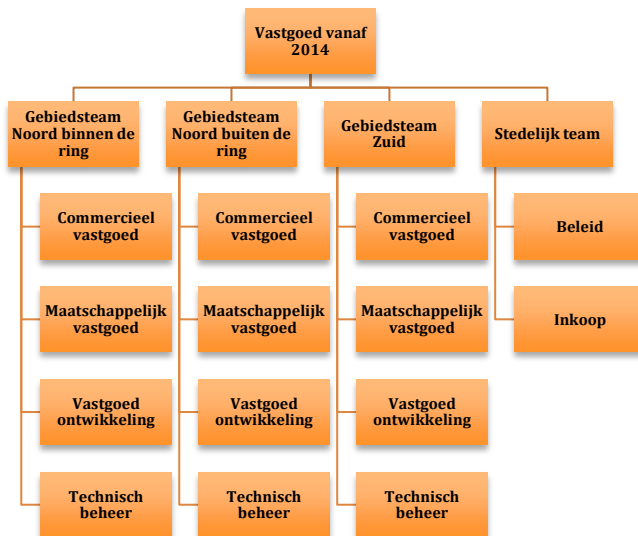 Vastgoed vanaf
2014
Gebiedsteam
Noord binnen de
ring
Gebiedsteam
Noord buiten de
ring
Gebiedsteam
Zuid
Stedelijk team
Commercieel
vastgoed
Commercieel
vastgoed
Commercieel
vastgoed
Beleid
Maatschappelijk
vastgoed
Maatschappelijk
vastgoed
Maatschappelijk
vastgoed
Inkoop
Vastgoed
ontwikkeling
Vastgoed
ontwikkeling
Vastgoed
ontwikkeling
Technisch
beheer
Technisch
beheer
Technisch
beheer